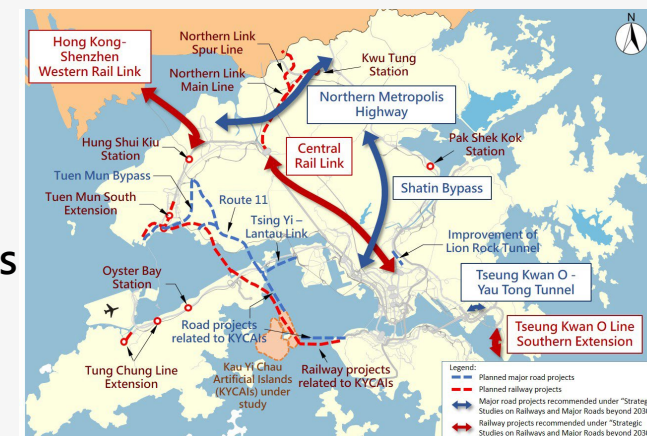 N
Hong Kong-
Shenzhen
Western Rail Link
Northern Link
Spur Line
Northern Link
Main Line
Kwu Tung
Station
Northern Metropolis
Highway
Hung Shui Kiu
Station
Central
Rail Link
Pak Shek Kok
Station
Tuen Mun Bypass
Tuen Mun South
Extension
Route 11
Shatin Bypass
Tsing Yi –
Lantau Link
Improvement of
Lion Rock Tunnel
S
Oyster Bay
Station
Tseung Kwan O -
Yau Tong Tunnel
Road projects
related to KYCAIs
Tseung Kwan O Line
Southern Extension
Tung Chung Line
Extension
Kau Yi Chau
Artificial Islands
(KYCAIs) under
study
Railway projects
related to KYCAIs
Legend:
Planned major road projects
Planned railway projects
Major road projects recommended under "Strateg
Studies on Railways and Major Roads beyond 2030
Railway projects recommended under "Strategic
Studies on Railways and Major Roads beyond 2030